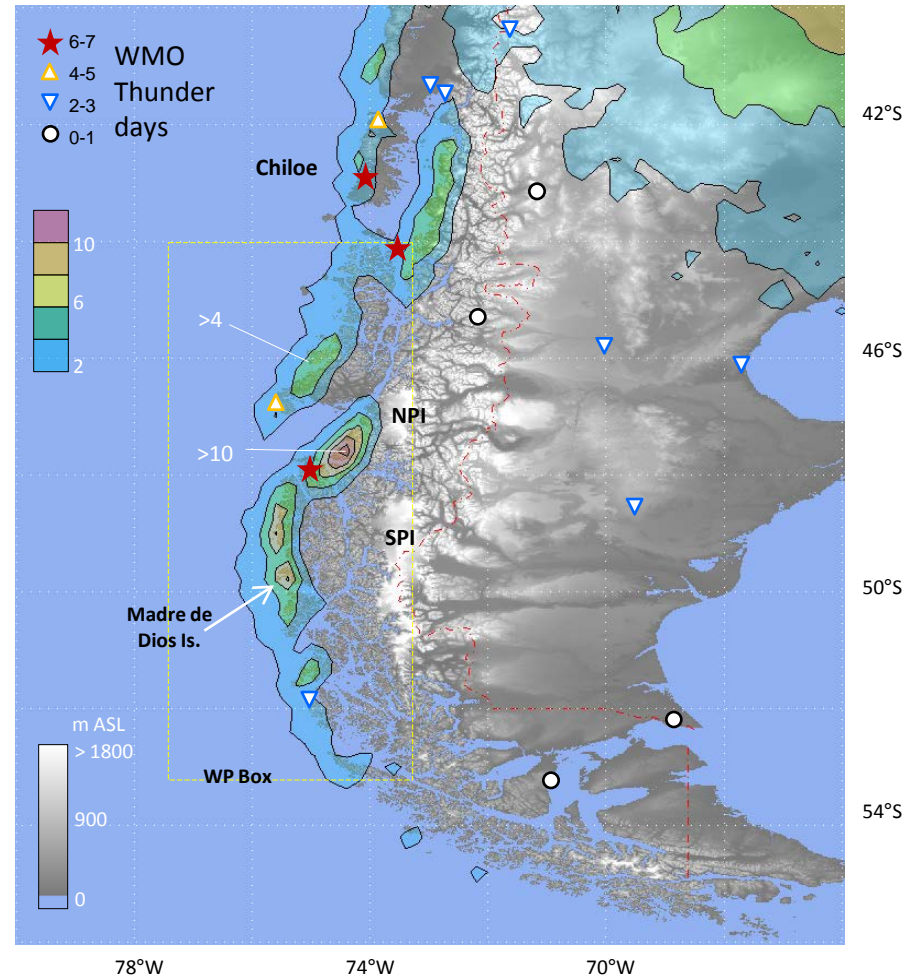 6-7
4-5
2-3
0-1
WMO
Thunder
days
42°S
Chiloe
10
6
2
>4
46°S
NPI
>10
SPI
50°S
Madre de
Dios Is.
m ASL
> 1800
900
0
WP Box
54°S
78°W
74°W
70°W